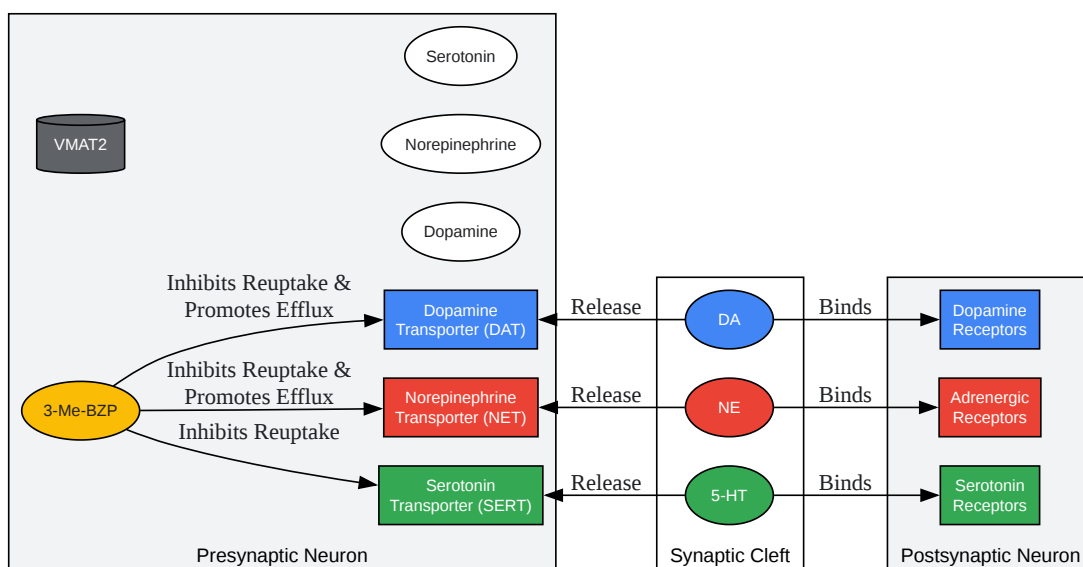 Serotonin
VMAT2
Norepinephrine
Dopamine
Inhibits Reuptake &
Promotes Efflux
Dopamine
Transporter (DAT)
Release
DA
Binds
Dopamine
Receptors
3-Me-BZP
Inhibits Reuptake &
Promotes Efflux
Norepinephrine
Transporter (NET)
Release
NE
Binds
Adrenergic
Receptors
Inhibits Reuptake
Serotonin
Transporter (SERT)
Release
5-HT
Binds
Serotonin
Receptors
Presynaptic Neuron
Synaptic Cleft
Postsynaptic Neuron